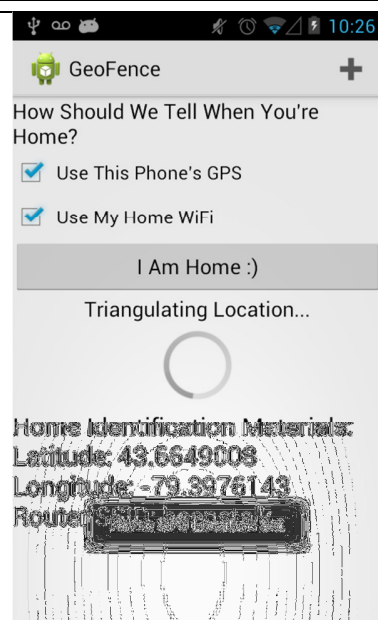 10:26
GeoFence
How Should We Tell When You're
Home?
Use This Phone's GPS
Use My Home WiFi
I Am Home :)
Triangulating Location...
Home Identification Materials:
Latitude: 43.6649008
Longitude: -79.3976143
Router